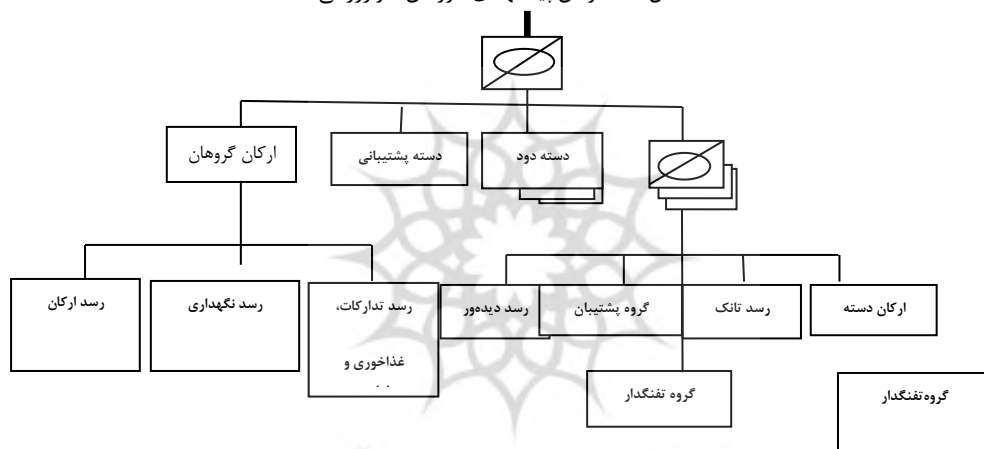 ارکان گروهان
دسته پشتیبانی
دسته دود
رسد ارکان
رسد نگهداری
رسد تدارکات،
غذاخوری و
رسد دیده‌ور
گروه پشتیبان
رسد تانک
ارکان دسته
گروه تفنگدار
گروه‌تفنگدار